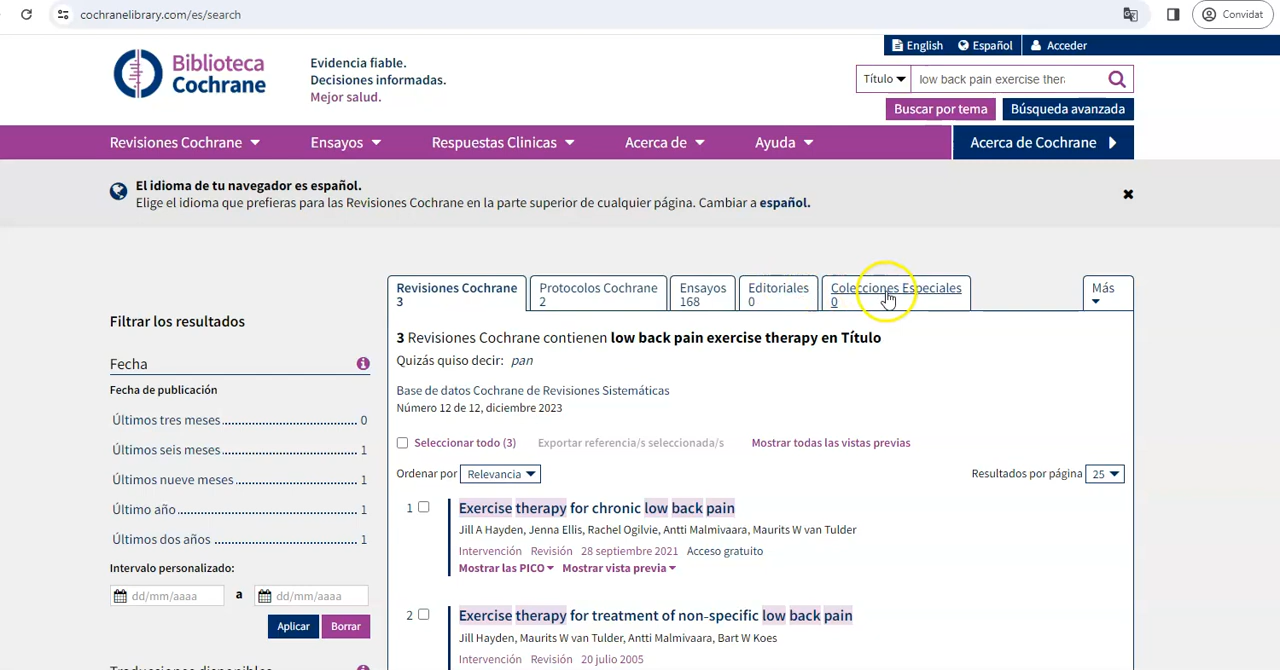 cochranelibrary.com/es/search
Convidat
English Español Acceder
Biblioteca
Cochrane
Evidencia fiable.
Decisiones informadas.
Mejor salud.
Título low back pain exercise thera
Buscar por tema Búsqueda avanzada
Revisiones Cochrane Ensayos Respuestas Clínicas Acerca de Ayuda Acerca de Cochrane
El idioma de tu navegador es español.
Elige el idioma que prefieras para las Revisiones Cochrane en la parte superior de cualquier página. Cambiar a español.
Revisiones Cochrane
3
Protocolos Cochrane
2
Ensayos
168
Editoriales
0
Colecciones Especiales
0
Más
Filtrar los resultados
Fecha
Fecha de publicación
Últimos tres meses 0
Últimos seis meses 1
Últimos nueve meses 1
Último año 1
Últimos dos años 1
Intervalo personalizado:
dd/mm/aaaa a dd/mm/aaaa
Aplicar Borrar
Traducciones disponibles
3 Revisiones Cochrane contienen low back pain exercise therapy en Título
Quizás quiso decir: pan
Base de datos Cochrane de Revisiones Sistemáticas
Número 12 de 12, diciembre 2023
Seleccionar todo (3) Exportar referencia/s seleccionada/s Mostrar todas las vistas previas
Ordenar por Relevancia Resultados por página 25
1 Exercise therapy for chronic low back pain
Jill A Hayden, Jenna Ellis, Rachel Ogilvie, Antti Malmivaara, Maurits W van Tulder
Intervención Revisión 28 septiembre 2021 Acceso gratuito
Mostrar las PICO Mostrar vista previa
2 Exercise therapy for treatment of non-specific low back pain
Jill Hayden, Maurits W van Tulder, Antti Malmivaara, Bart W Koes
Intervención Revisión 20 julio 2005